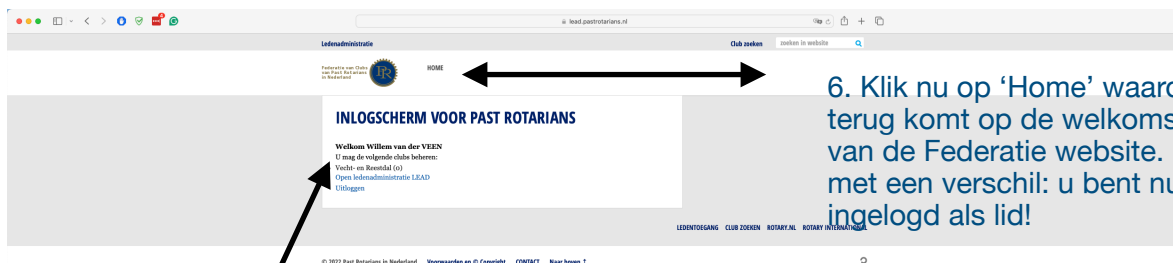 lead.pastrotarians.nl
Ledenadministratie
Club zoeken
zoeken in website
Federatie van Clubs
van Past Rotarians
in Nederland
PR
HOME
INLOGSCHERM VOOR PAST ROTARIANS
Welkom Willem van der VEEN
U mag de volgende clubs beheren:
Vecht- en Reestdal (0)
Open ledenadministratie LEAD
Uitloggen
6. Klik nu op ‘Home’
terug komt op de
van de Federatie website.
met een verschil: u bent nu
ingelogd als lid!
LEDENTOEGANG CLUB ZOEKEN ROTARY.NL ROTARY INTERNATIONAL
© 2022 Past Rotarians in Nederland Voorwaarden en © Copyright CONTACT Naar boven ↑